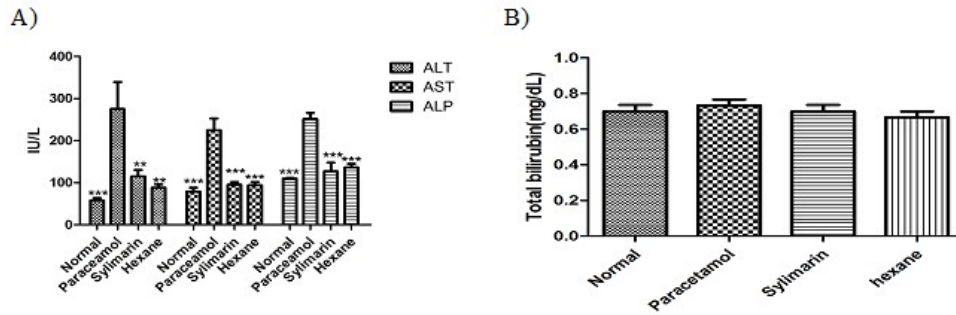 A)
400
300
200
100
0
IU/L
***
**
**
***
***
***
***
***
***
Normal
Paraceamol
Sylimarin
Hexane
Normal
Paraceamol
Sylimarin
Hexane
Normal
Paraceamol
Sylimarin
Hexane
ALT
AST
ALP
B)
1.0
0.8
0.6
0.4
0.2
0.0
Total bilirubin(mg/dL)
Normal
Paracetamol
Sylimarin
hexane